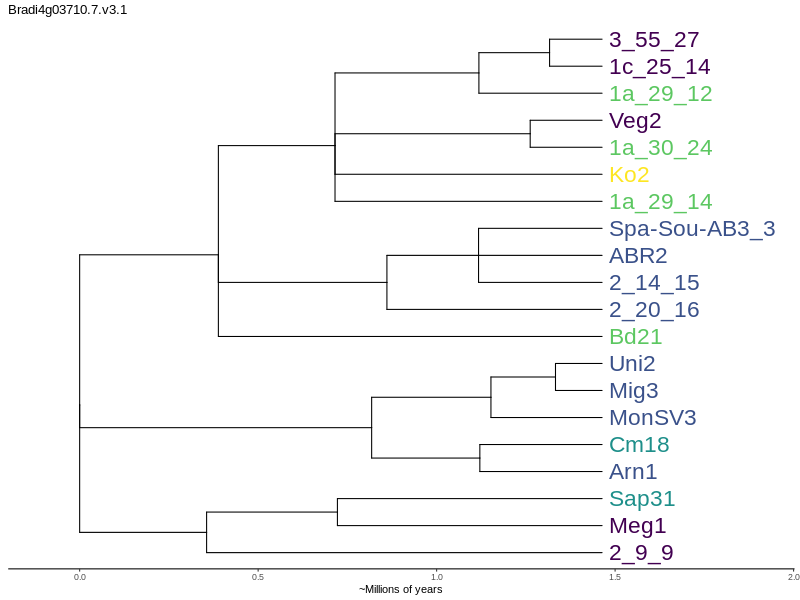 Bradi4g03710.7.v3.1
3_55_27
1c_25_14
1a_29_12
Veg2
1a_30_24
Ko2
1a_29_14
Spa-Sou-AB3_3
ABR2
2_14_15
2_20_16
Bd21
Uni2
Mig3
MonSV3
Cm18
Arn1
Sap31
Meg1
2_9_9
0.0 0.5 1.0 1.5 2.0
~Millions of years